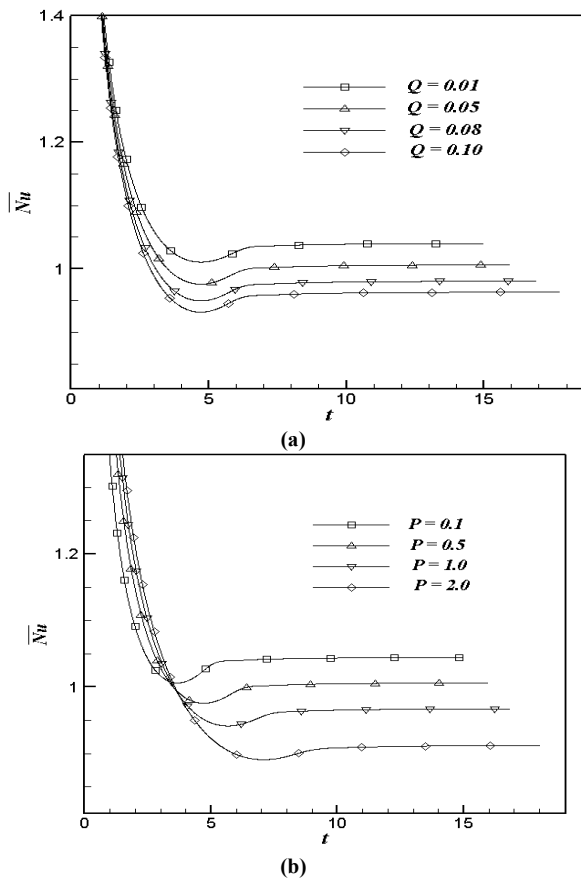 1.4
1.2
1
Nu
Q = 0.01
Q = 0.05
Q = 0.08
Q = 0.10
0 5 10 15
t
(a)
1.2
1
Nu
P = 0.1
P = 0.5
P = 1.0
P = 2.0
0 5 10 15
t
(b)